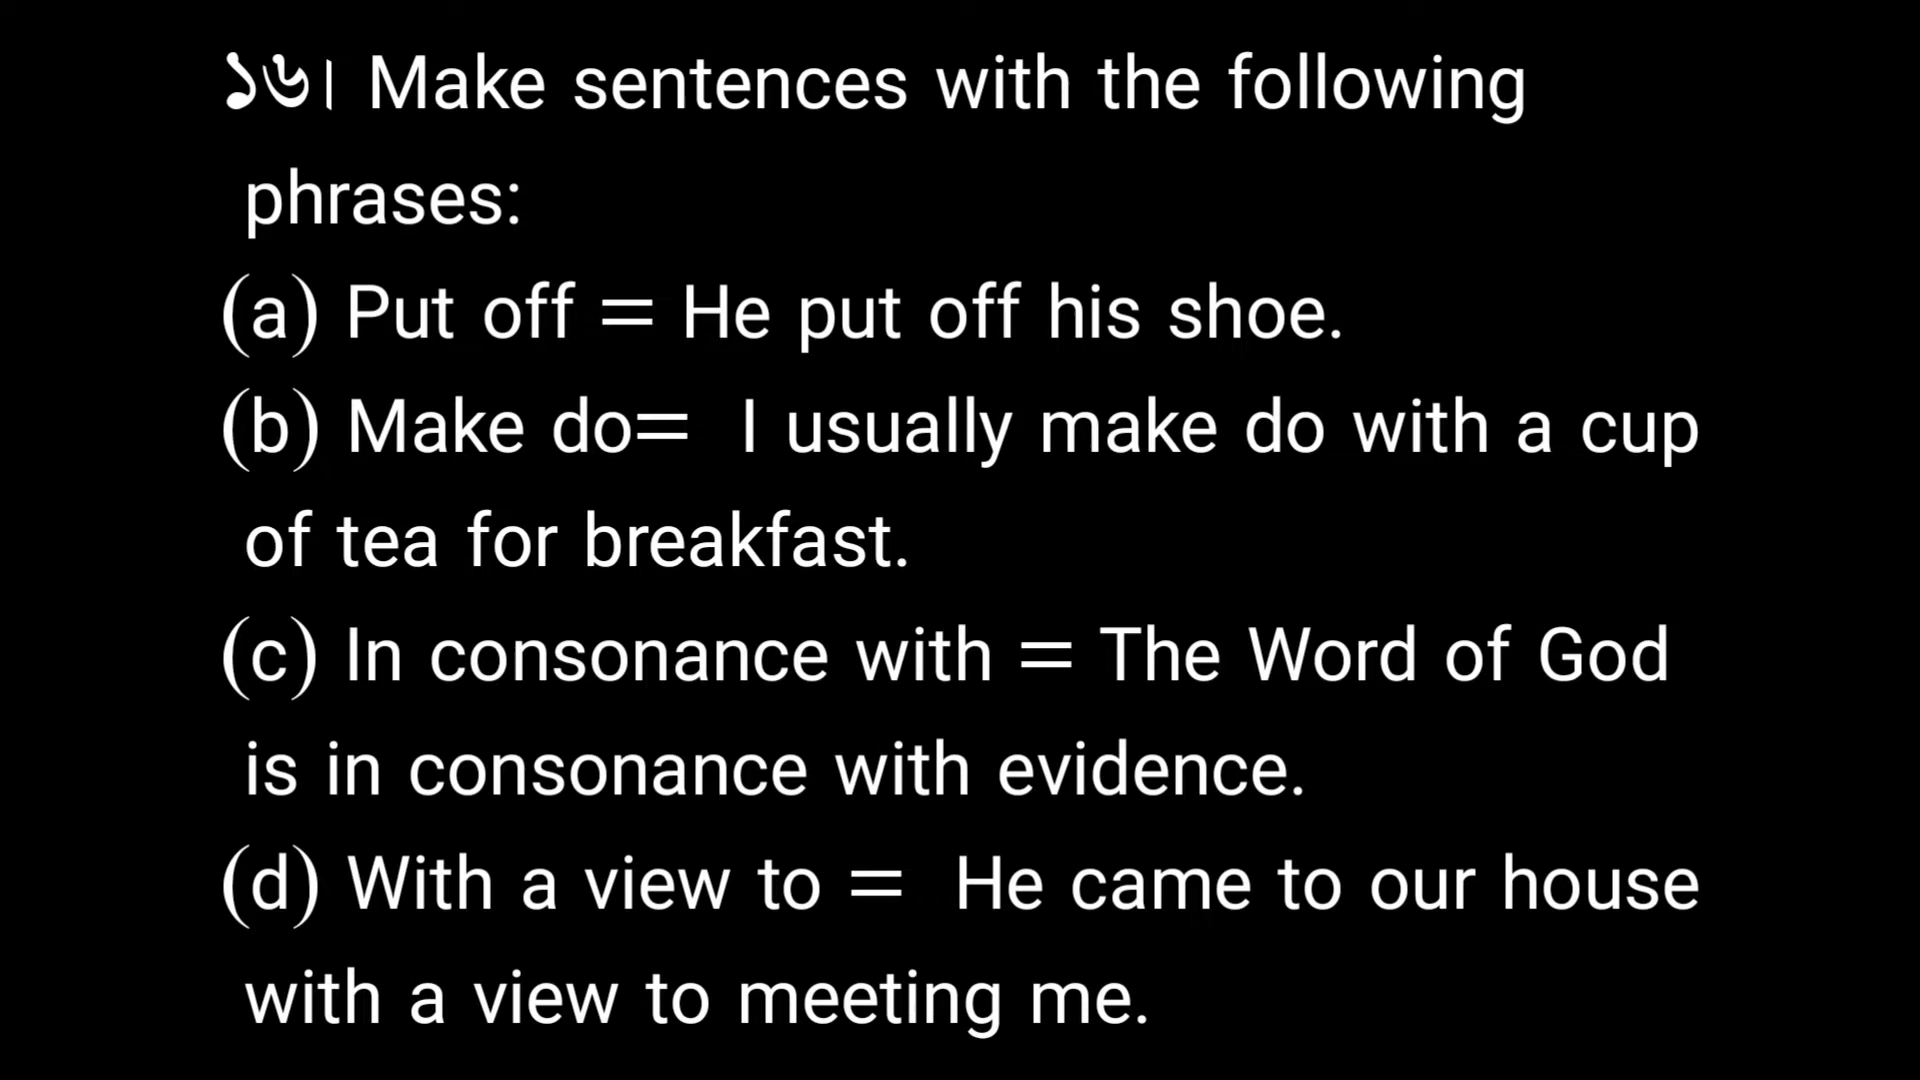 ১৬। Make sentences with the following
phrases:
(a) Put off = He put off his shoe.
(b) Make do=  I usually make do with a cup
of tea for breakfast.
(c) In consonance with = The Word of God
is in consonance with evidence.
(d) With a view to =  He came to our house
with a view to meeting me.